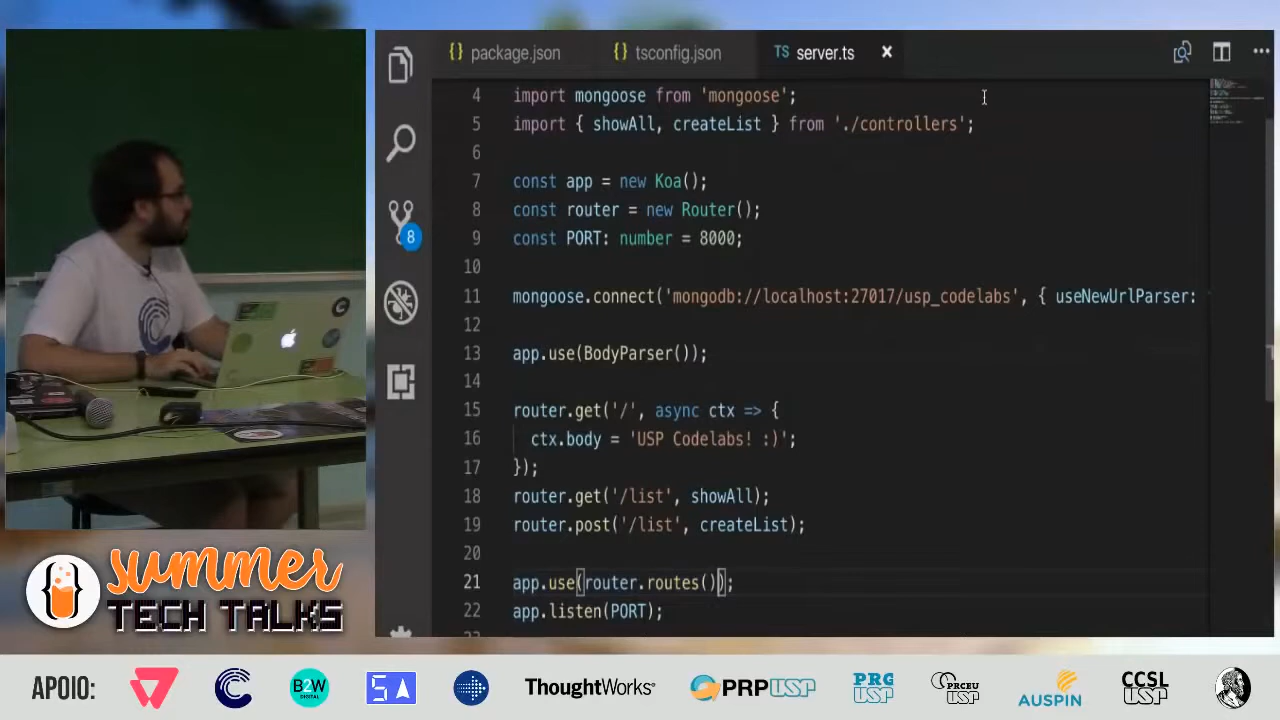 package.json
tsconfig.json
TS server.ts
4 import mongoose from 'mongoose';
5 import { showAll, createList } from './controllers';
6
7 const app = new Koa();
8 const router = new Router();
9 const PORT: number = 8000;
10
11 mongoose.connect('mongodb://localhost:27017/usp_codelabs', { useNewUrlParser:
12
13 app.use(BodyParser());
14
15 router.get('/', async ctx => {
16 ctx.body = 'USP Codelabs! :)';
17 });
18 router.get('/list', showAll);
19 router.post('/list', createList);
20
21 app.use(router.routes());
22 app.listen(PORT);
8
summer
TECH TALKS
APOIO:
B2W
DIGITAL
ThoughtWorks
PRPUSP
PRG
USP
PRCEU
USP
AUSPIN
CCSL
USP